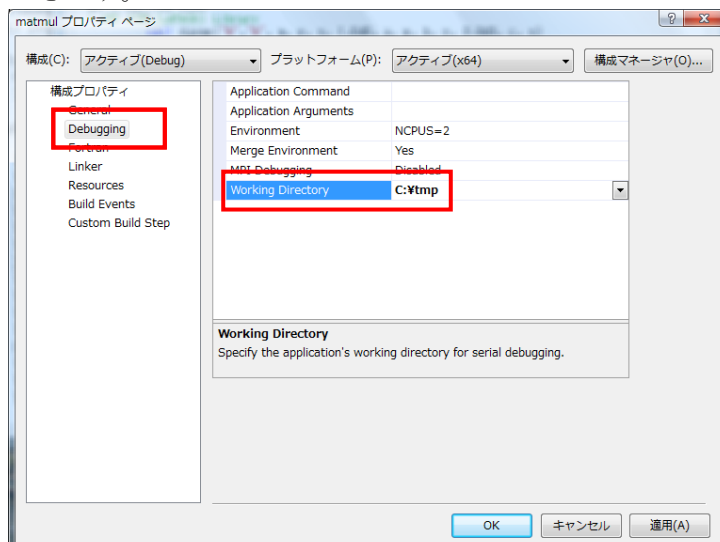 matmul プロパティ ページ
構成(C): アクティブ(Debug) プラットフォーム(P): アクティブ(x64) 構成マネージャ(O)...
構成プロパティ
General
Debugging
Fortran
Linker
Resources
Build Events
Custom Build Step
Application Command
Application Arguments
Environment NCPUS=2
Merge Environment Yes
MPI Debugging Disabled
Working Directory C:¥tmp
Working Directory
Specify the application's working directory for serial debugging.
OK キャンセル 適用(A)